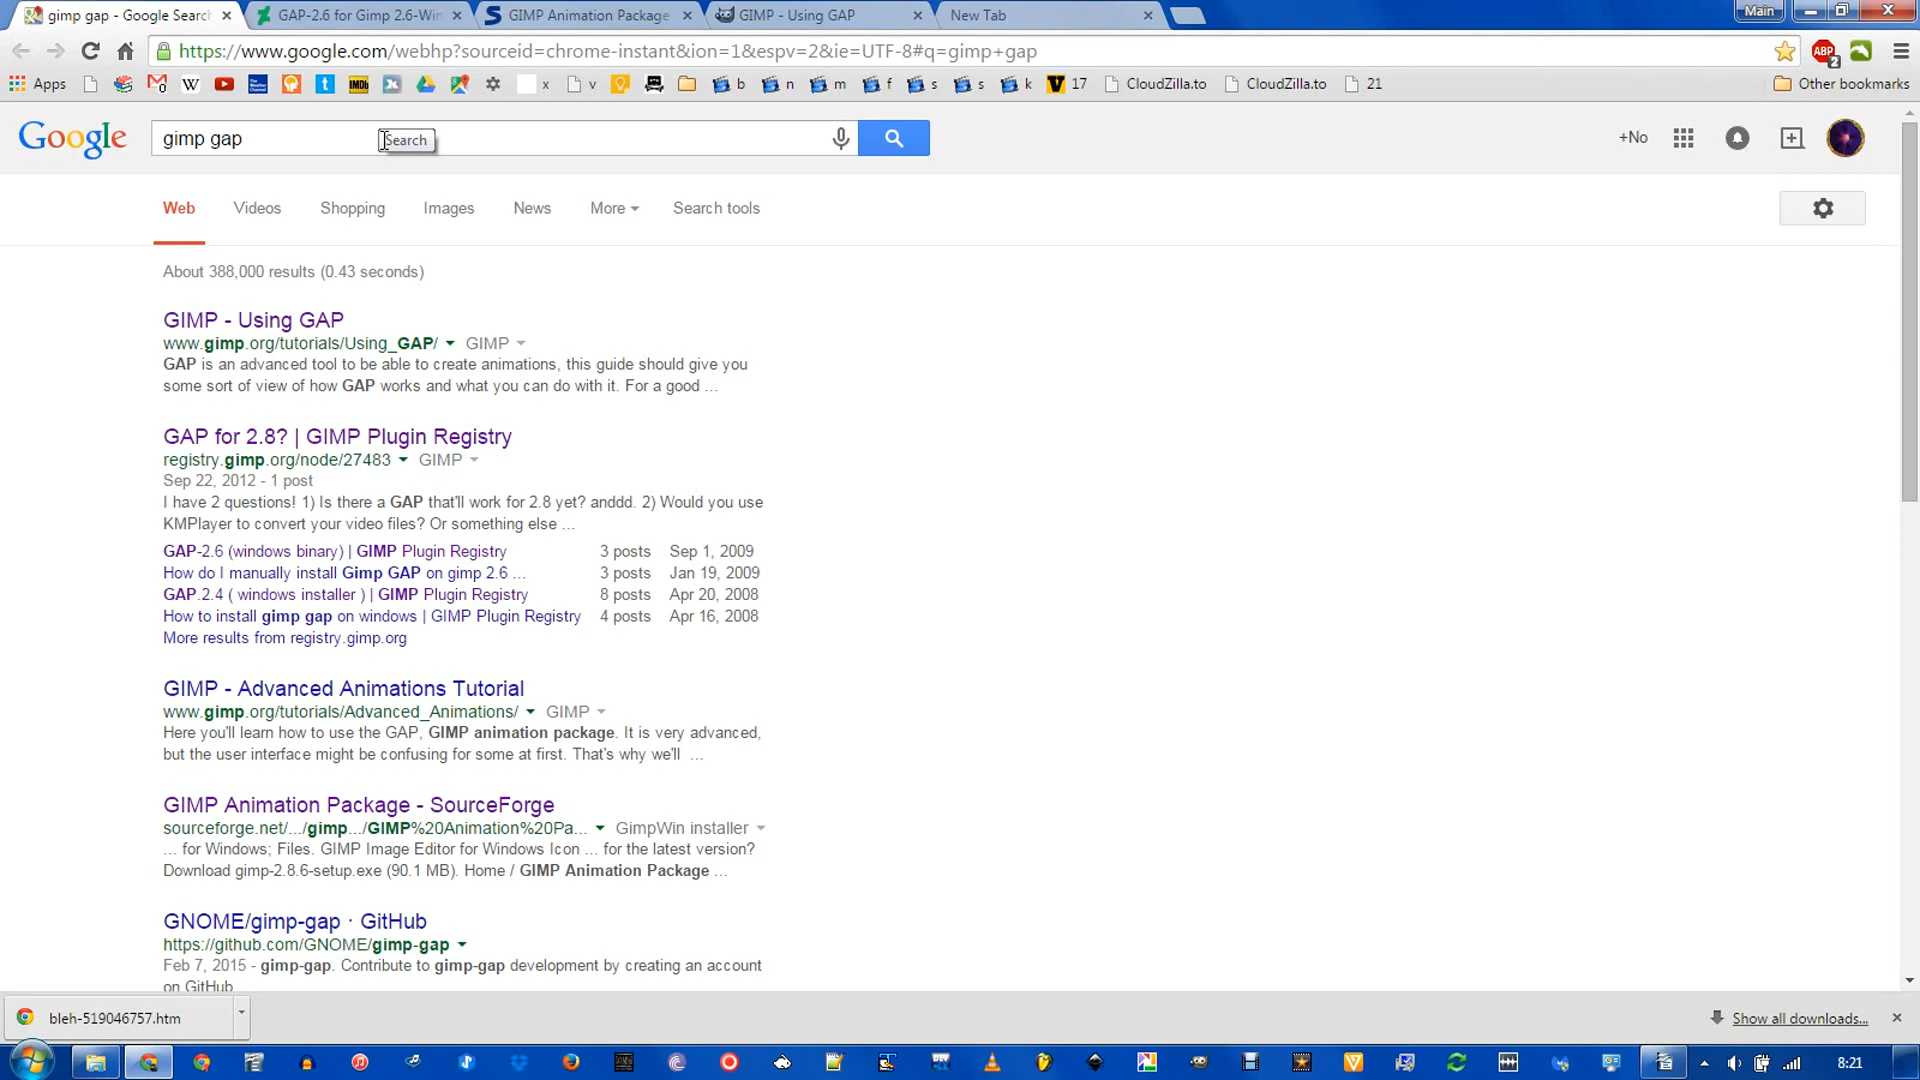 gimp gap - Google Search
GAP-2.6 for Gimp 2.6-Win
GIMP Animation Package
GIMP - Using GAP
New Tab
Main
https://www.google.com/webhp?sourceid=chrome-instant&ion=1&espv=2&ie=UTF-8#q=gimp+gap
ABP
2
Apps
x
v
b
n
m
f
s
s
k
17
CloudZilla.to
CloudZilla.to
21
Other bookmarks
Google
gimp gap
Search
+No
Web
Videos
Shopping
Images
News
More
Search tools
About 388,000 results (0.43 seconds)
GIMP - Using GAP
www.gimp.org/tutorials/Using_GAP/ GIMP
GAP is an advanced tool to be able to create animations, this guide should give you
some sort of view of how GAP works and what you can do with it. For a good ...
GAP for 2.8? | GIMP Plugin Registry
registry.gimp.org/node/27483 GIMP
Sep 22, 2012 - 1 post
I have 2 questions! 1) Is there a GAP that'll work for 2.8 yet? anddd. 2) Would you use
KMPlayer to convert your video files? Or something else ...
GAP-2.6 (windows binary) | GIMP Plugin Registry 3 posts Sep 1, 2009
How do I manually install Gimp GAP on gimp 2.6 ... 3 posts Jan 19, 2009
GAP.2.4 ( windows installer ) | GIMP Plugin Registry 8 posts Apr 20, 2008
How to install gimp gap on windows | GIMP Plugin Registry 4 posts Apr 16, 2008
More results from registry.gimp.org
GIMP - Advanced Animations Tutorial
www.gimp.org/tutorials/Advanced_Animations/ GIMP
Here you'll learn how to use the GAP, GIMP animation package. It is very advanced,
but the user interface might be confusing for some at first. That's why we'll ...
GIMP Animation Package - SourceForge
sourceforge.net/.../gimp.../GIMP%20Animation%20Pa... GimpWin installer
... for Windows; Files. GIMP Image Editor for Windows Icon ... for the latest version?
Download gimp-2.8.6-setup.exe (90.1 MB). Home / GIMP Animation Package ...
GNOME/gimp-gap · GitHub
https://github.com/GNOME/gimp-gap
Feb 7, 2015 - gimp-gap. Contribute to gimp-gap development by creating an account
on GitHub
bleh-519046757.htm
Show all downloads...
8:21